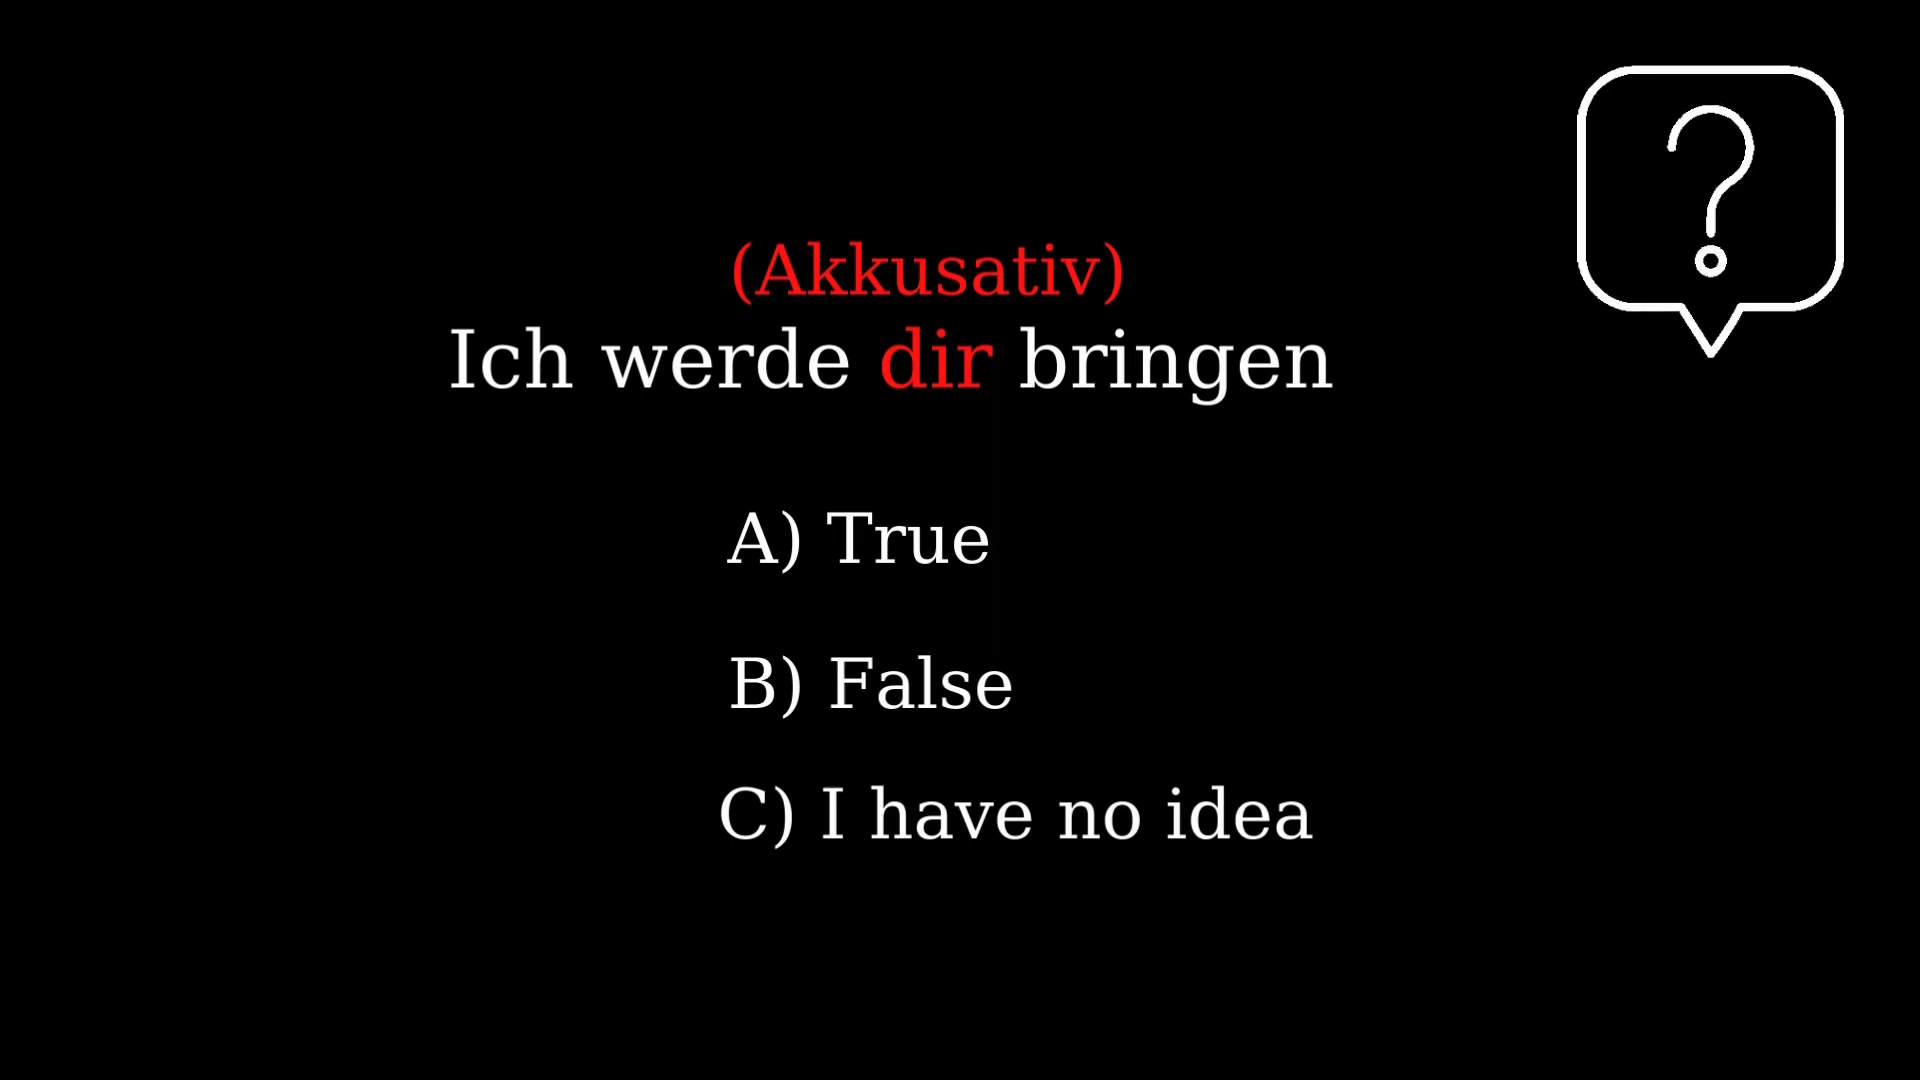 (Akkusativ)
Ich werde dir bringen
A) True
B) False
C) I have no idea